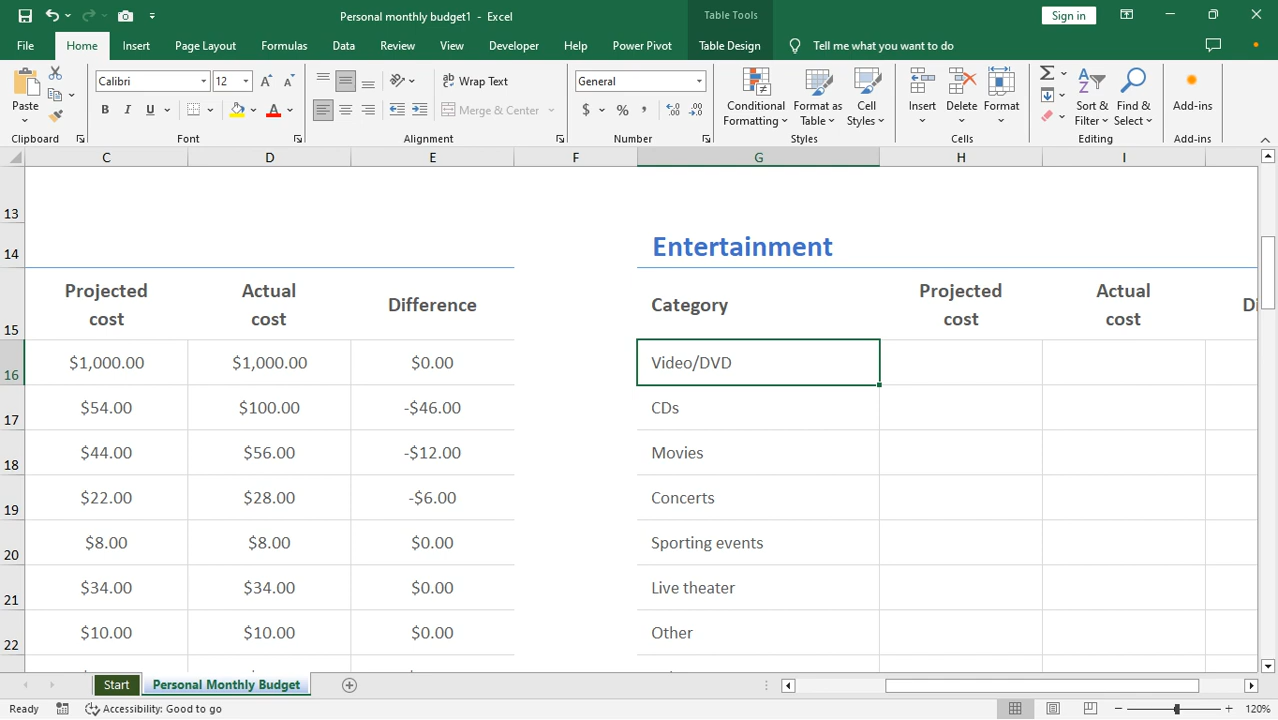 Personal monthly budget1 - Excel
Table Tools
Sign in
File Home Insert Page Layout Formulas Data Review View Developer Help Power Pivot Table Design Tell me what you want to do
Paste
Calibri 12
B I U
A A
A
ab Wrap Text
Merge & Center
General
$ % ,
Conditional Formatting
Format as Table
Cell Styles
Insert
Delete
Format
Sort & Filter
Find & Select
Add-ins
Clipboard Font Alignment Number Styles Cells Editing Add-ins
C D E F G H I
13
14 Entertainment
15 Projected cost Actual cost Difference Category Projected cost Actual cost Di
16 $1,000.00 $1,000.00 $0.00 Video/DVD
17 $54.00 $100.00 -$46.00 CDs
18 $44.00 $56.00 -$12.00 Movies
19 $22.00 $28.00 -$6.00 Concerts
20 $8.00 $8.00 $0.00 Sporting events
21 $34.00 $34.00 $0.00 Live theater
22 $10.00 $10.00 $0.00 Other
Start Personal Monthly Budget
Ready Accessibility: Good to go 120%